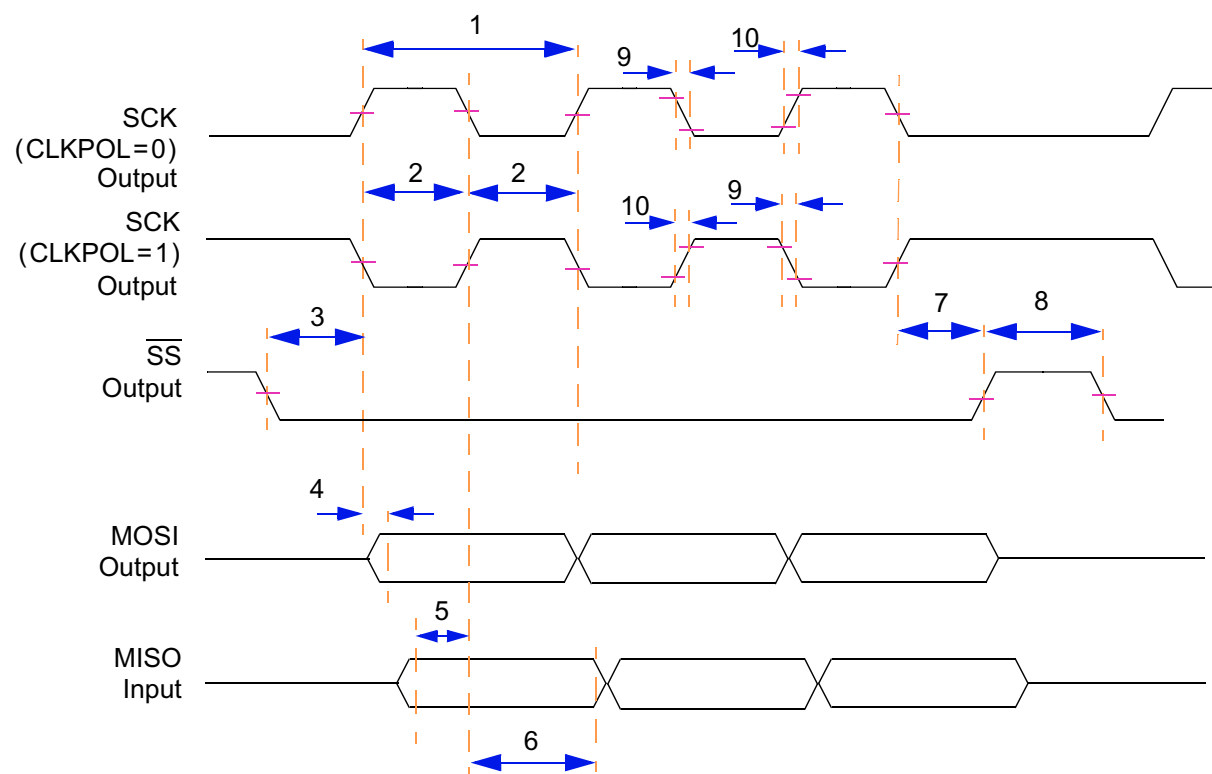 1
9
10
SCK
(CLKPOL=0)
Output
2
2
SCK
(CLKPOL=1)
Output
10
9
3
7
8
SS
Output
4
MOSI
Output
5
MISO
Input
6